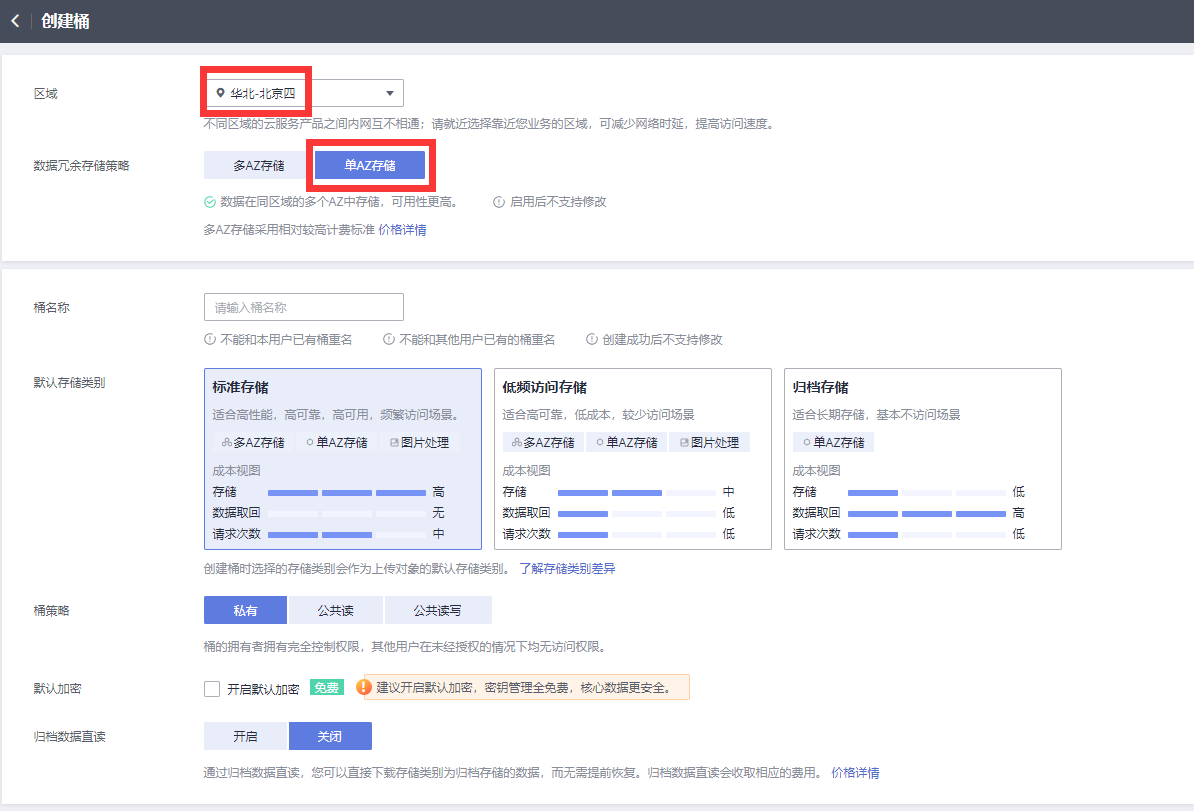 创建桶
区域
华北-北京四
不同区域的云服务产品之间内网互不相通；请就近选择靠近您业务的区域，可减少网络时延，提高访问速度。
数据冗余存储策略
多AZ存储 单AZ存储
数据在同区域的多个AZ中存储，可用性更高。 启用后不支持修改
多AZ存储采用相对较高计费标准 价格详情
桶名称
请输入桶名称
不能和本用户已有桶重名 不能和其他用户已有的桶重名 创建成功后不支持修改
默认存储类别
标准存储
适合高性能，高可靠，高可用，频繁访问场景。
多AZ存储 单AZ存储 图片处理
成本视图
存储 高
数据取回 无
请求次数 中
低频访问存储
适合高可靠，低成本，较少访问场景
多AZ存储 单AZ存储 图片处理
成本视图
存储 中
数据取回 低
请求次数 低
归档存储
适合长期存储，基本不访问场景
单AZ存储
成本视图
存储 低
数据取回 高
请求次数 低
创建桶时选择的存储类别会作为上传对象的默认存储类别。 了解存储类别差异
桶策略
私有 公共读 公共读写
桶的拥有者拥有完全控制权限，其他用户在未经授权的情况下均无访问权限。
默认加密
开启默认加密 免费 建议开启默认加密，密钥管理全免费，核心数据更安全。
归档数据直读
开启 关闭
通过归档数据直读，您可以直接下载存储类别为归档存储的数据，而无需提前恢复。归档数据直读会收取相应的费用。 价格详情